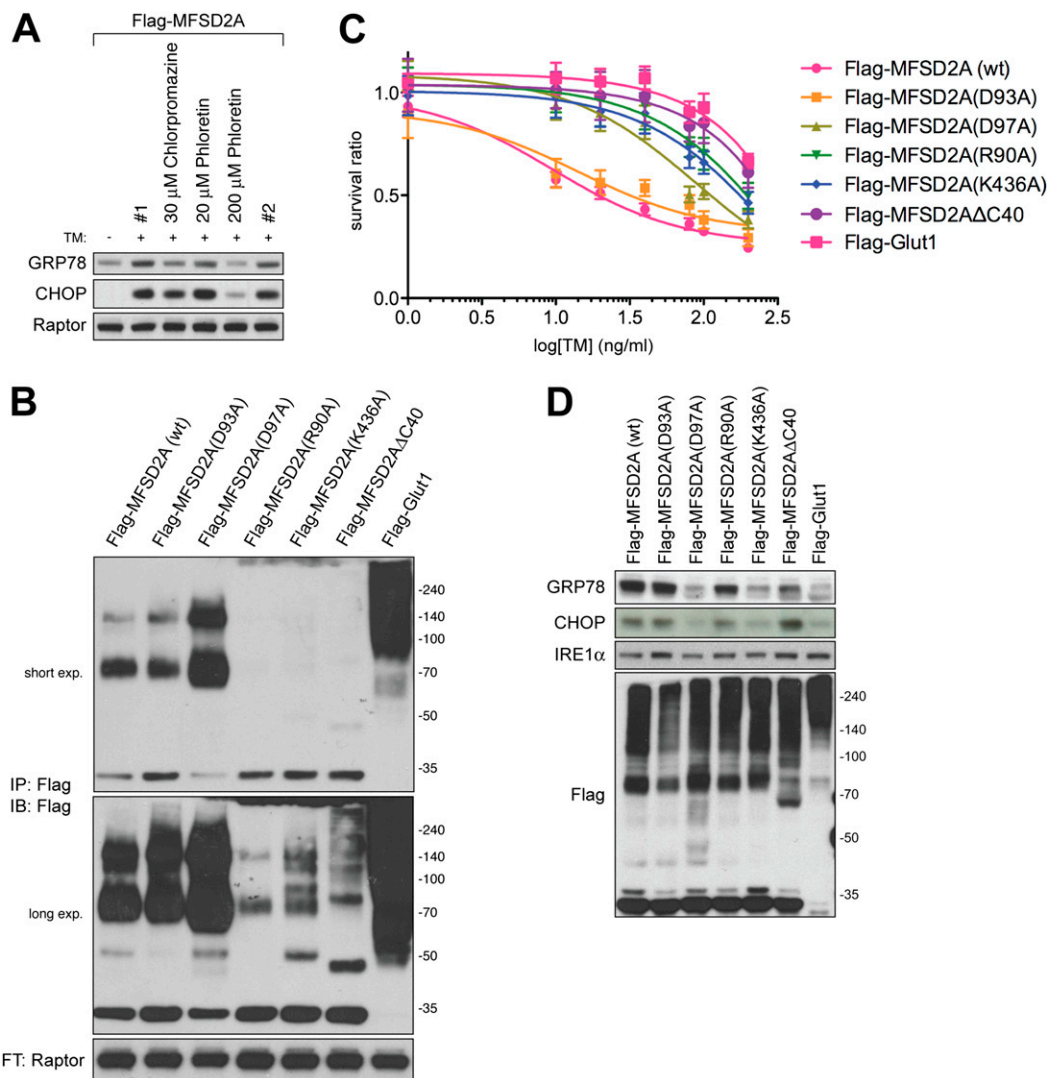 A
Flag-MFSD2A
#1
30 μM Chlorpromazine
20 μM Phloretin
200 μM Phloretin
#2
TM: - + + + + +
GRP78
CHOP
Raptor
C
1.0
0.5
0.0
survival ratio
0.0 0.5 1.0 1.5 2.0 2.5
log[TM] (ng/ml)
Flag-MFSD2A (wt)
Flag-MFSD2A(D93A)
Flag-MFSD2A(D97A)
Flag-MFSD2A(R90A)
Flag-MFSD2A(K436A)
Flag-MFSD2AΔC40
Flag-Glut1
B
Flag-MFSD2A (wt)
Flag-MFSD2A(D93A)
Flag-MFSD2A(D97A)
Flag-MFSD2A(R90A)
Flag-MFSD2A(K436A)
Flag-MFSD2AΔC40
Flag-Glut1
-240
-140
-100
short exp.
-70
-50
-35
IP: Flag
IB: Flag
-240
-140
-100
long exp.
-70
-50
-35
FT: Raptor
D
Flag-MFSD2A (wt)
Flag-MFSD2A(D93A)
Flag-MFSD2A(D97A)
Flag-MFSD2A(R90A)
Flag-MFSD2A(K436A)
Flag-MFSD2AΔC40
Flag-Glut1
GRP78
CHOP
IRE1α
-240
-140
-100
Flag
-70
-50
-35